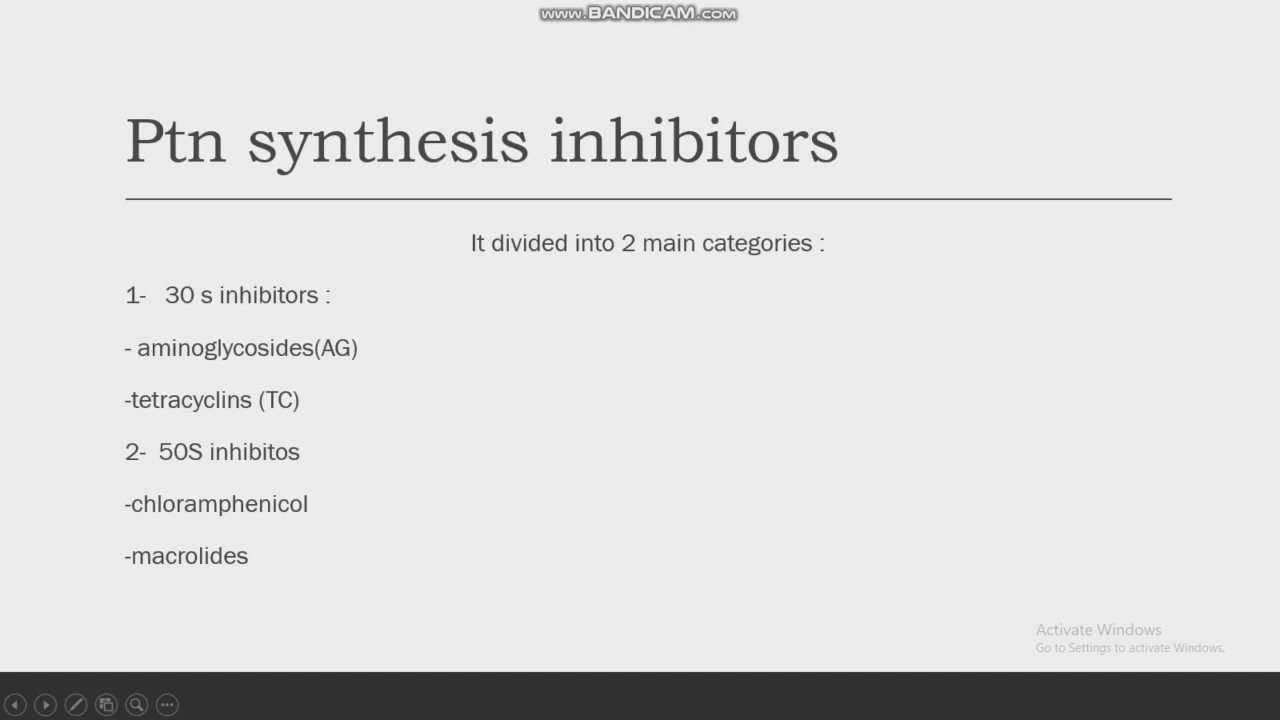 www.BANDICAM.com
Ptn synthesis inhibitors
It divided into 2 main categories :
1- 30 s inhibitors :
- aminoglycosides(AG)
-tetracyclins (TC)
2- 50S inhibitos
-chloramphenicol
-macrolides
Activate Windows
Go to Settings to activate Windows.